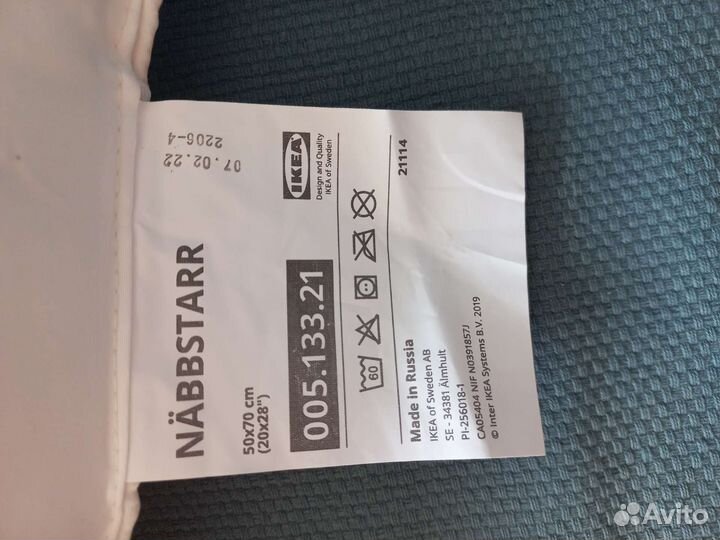 NÄBBSTARR
50x70 cm
(20x28")
005.133.21
60
Made in Russia
IKEA of Sweden AB
SE - 34381 Älmhult
PI-256018-1
CA05404 NIF N0391857J
© Inter IKEA Systems B.V. 2019
IKEA
Design and Quality
IKEA of Sweden
21114
07.02.22
2206-4
Avito